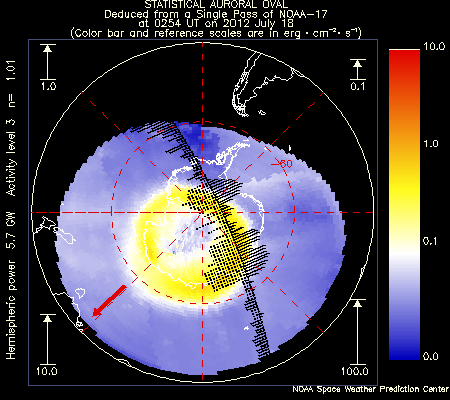 STATISTICAL AURORAL OVAL
Deduced from a Single Pass of NOAA-17
at 0254 UT on 2012 July 18
(Color bar and reference scales are in erg·cm⁻²·s⁻¹)
1.0
0.1
10.0
1.0
0.1
0.0
-60
Hemispheric power 5.7 GW Activity level 3 n= 1.01
10.0
100.0
NOAA Space Weather Prediction Center